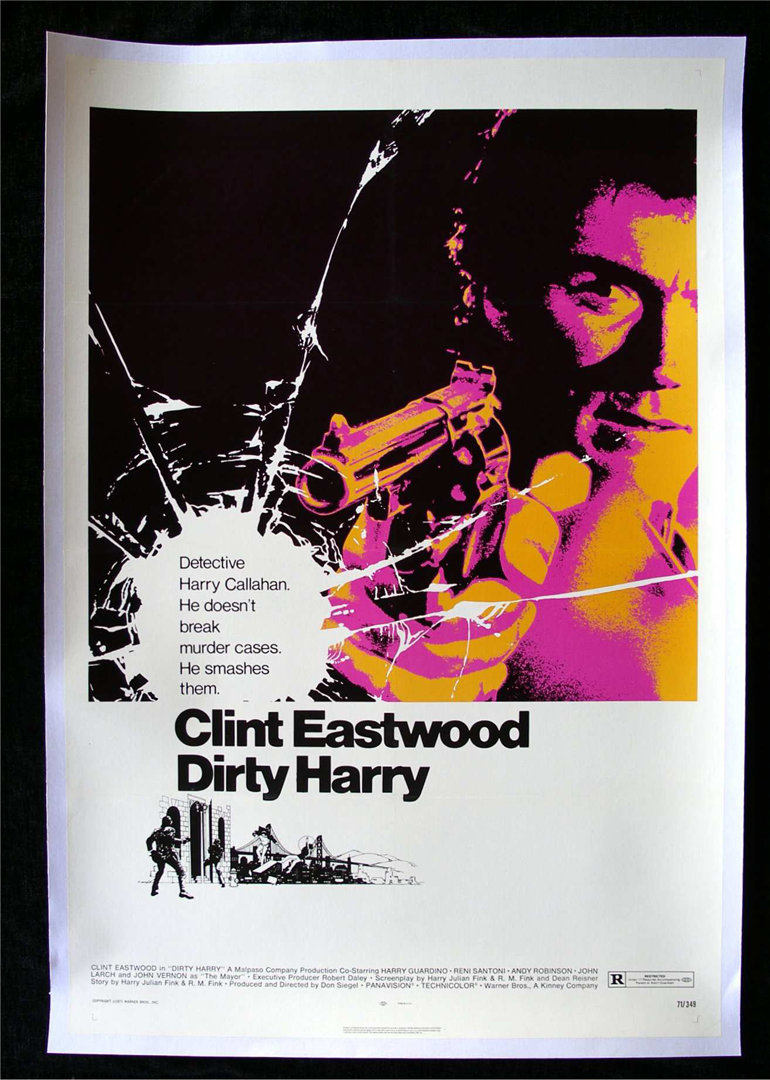 Detective
Harry Callahan.
He doesn't
break
murder cases.
He smashes
them.
Clint Eastwood
Dirty Harry
CLINT EASTWOOD in "DIRTY HARRY" A Malpaso Company Production Co-Starring HARRY GUARDINO • RENI SANTONI • ANDY ROBINSON • JOHN
LARCH and JOHN VERNON as "The Mayor" • Executive Producer Robert Daley • Screenplay by Harry Julian Fink & R. M. Fink and Dean Reisner
Story by Harry Julian Fink & R. M. Fink • Produced and Directed by Don Siegel • PANAVISION® • TECHNICOLOR® • Warner Bros., A Kinney Company
R
RESTRICTED
71/349